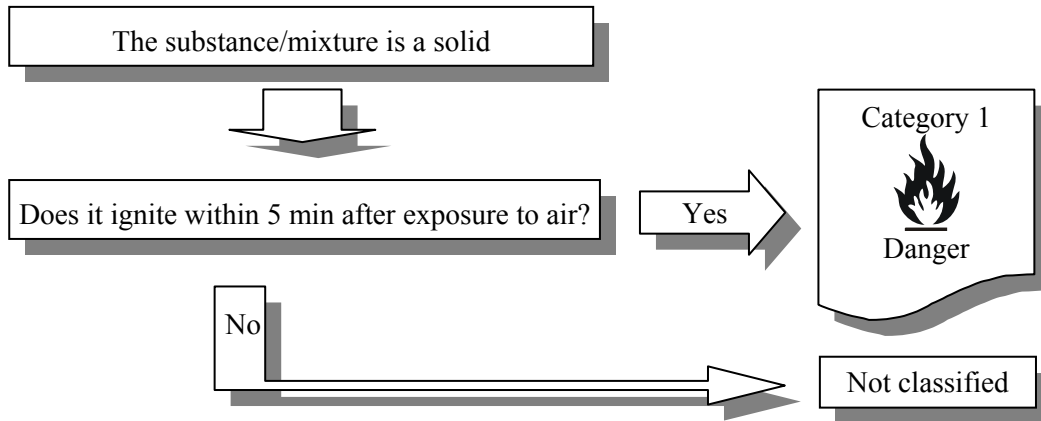 The substance/mixture is a solid
Does it ignite within 5 min after exposure to air?
Yes
Category 1
Danger
No
Not classified